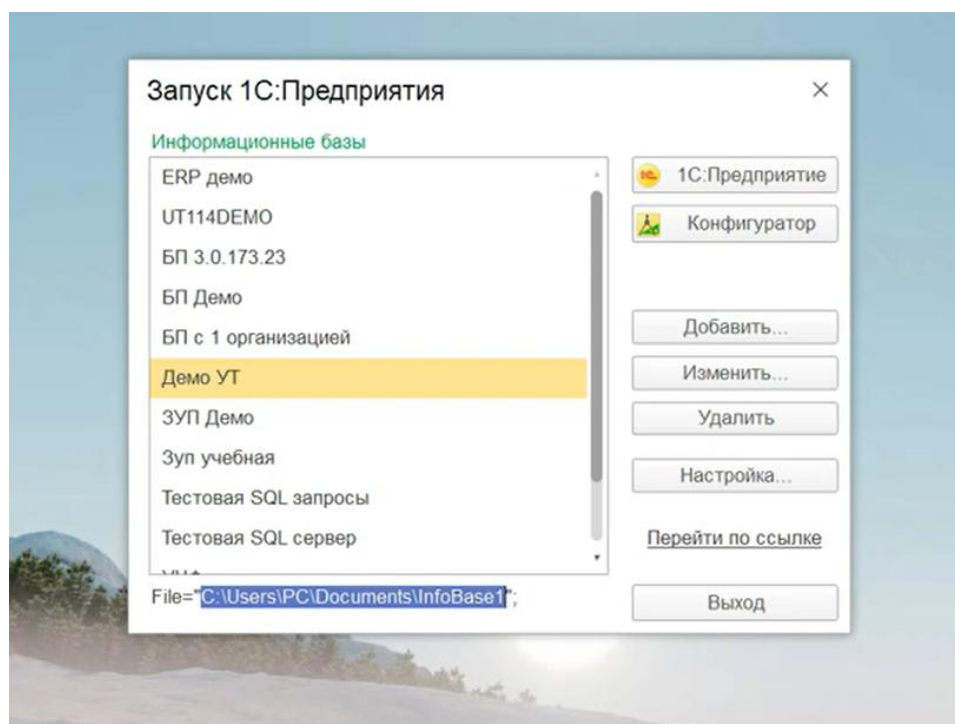 Запуск 1С:Предприятия
Информационные базы
ERP демо
UT114DEMO
БП 3.0.173.23
БП Демо
БП с 1 организацией
Демо УТ
ЗУП Демо
Зуп учебная
Тестовая SQL запросы
Тестовая SQL сервер
File="C:\Users\PC\Documents\InfoBase1";
1С:Предприятие
Конфигуратор
Добавить...
Изменить...
Удалить
Настройка...
Перейти по ссылке
Выход